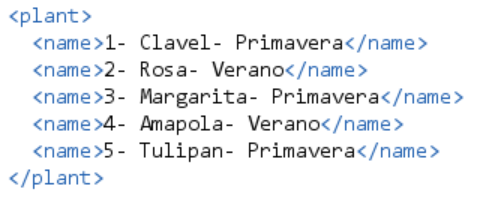 <plant>
<name>1- Clavel- Primavera</name>
<name>2- Rosa- Verano</name>
<name>3- Margarita- Primavera</name>
<name>4- Amapola- Verano</name>
<name>5- Tulipan- Primavera</name>
</plant>